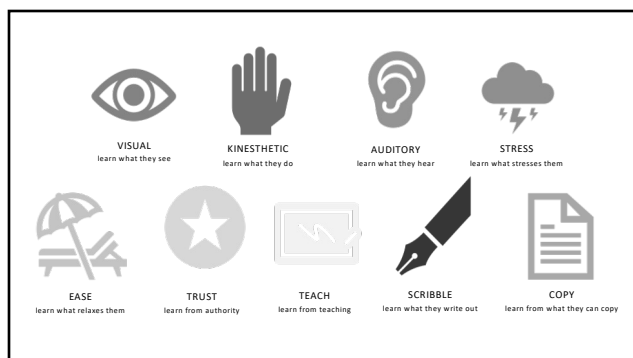 VISUAL
learn what they see
KINESTHETIC
learn what they do
AUDITORY
learn what they hear
STRESS
learn what stresses them
EASE
learn what relaxes them
TRUST
learn from authority
TEACH
learn from teaching
SCRIBBLE
learn what they write out
COPY
learn from what they can copy